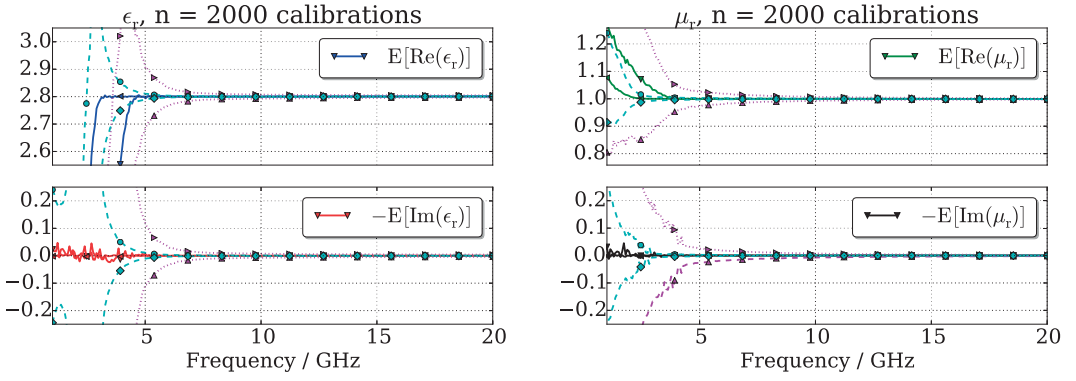 ϵr, n = 2000 calibrations
3.0
2.9
2.8
2.7
2.6
E[Re(ϵr)]
0.2
0.1
0.0
−0.1
−0.2
−E[Im(ϵr)]
5 10 15 20
Frequency / GHz
μr, n = 2000 calibrations
1.2
1.1
1.0
0.9
0.8
E[Re(μr)]
0.2
0.1
0.0
−0.1
−0.2
−E[Im(μr)]
5 10 15 20
Frequency / GHz